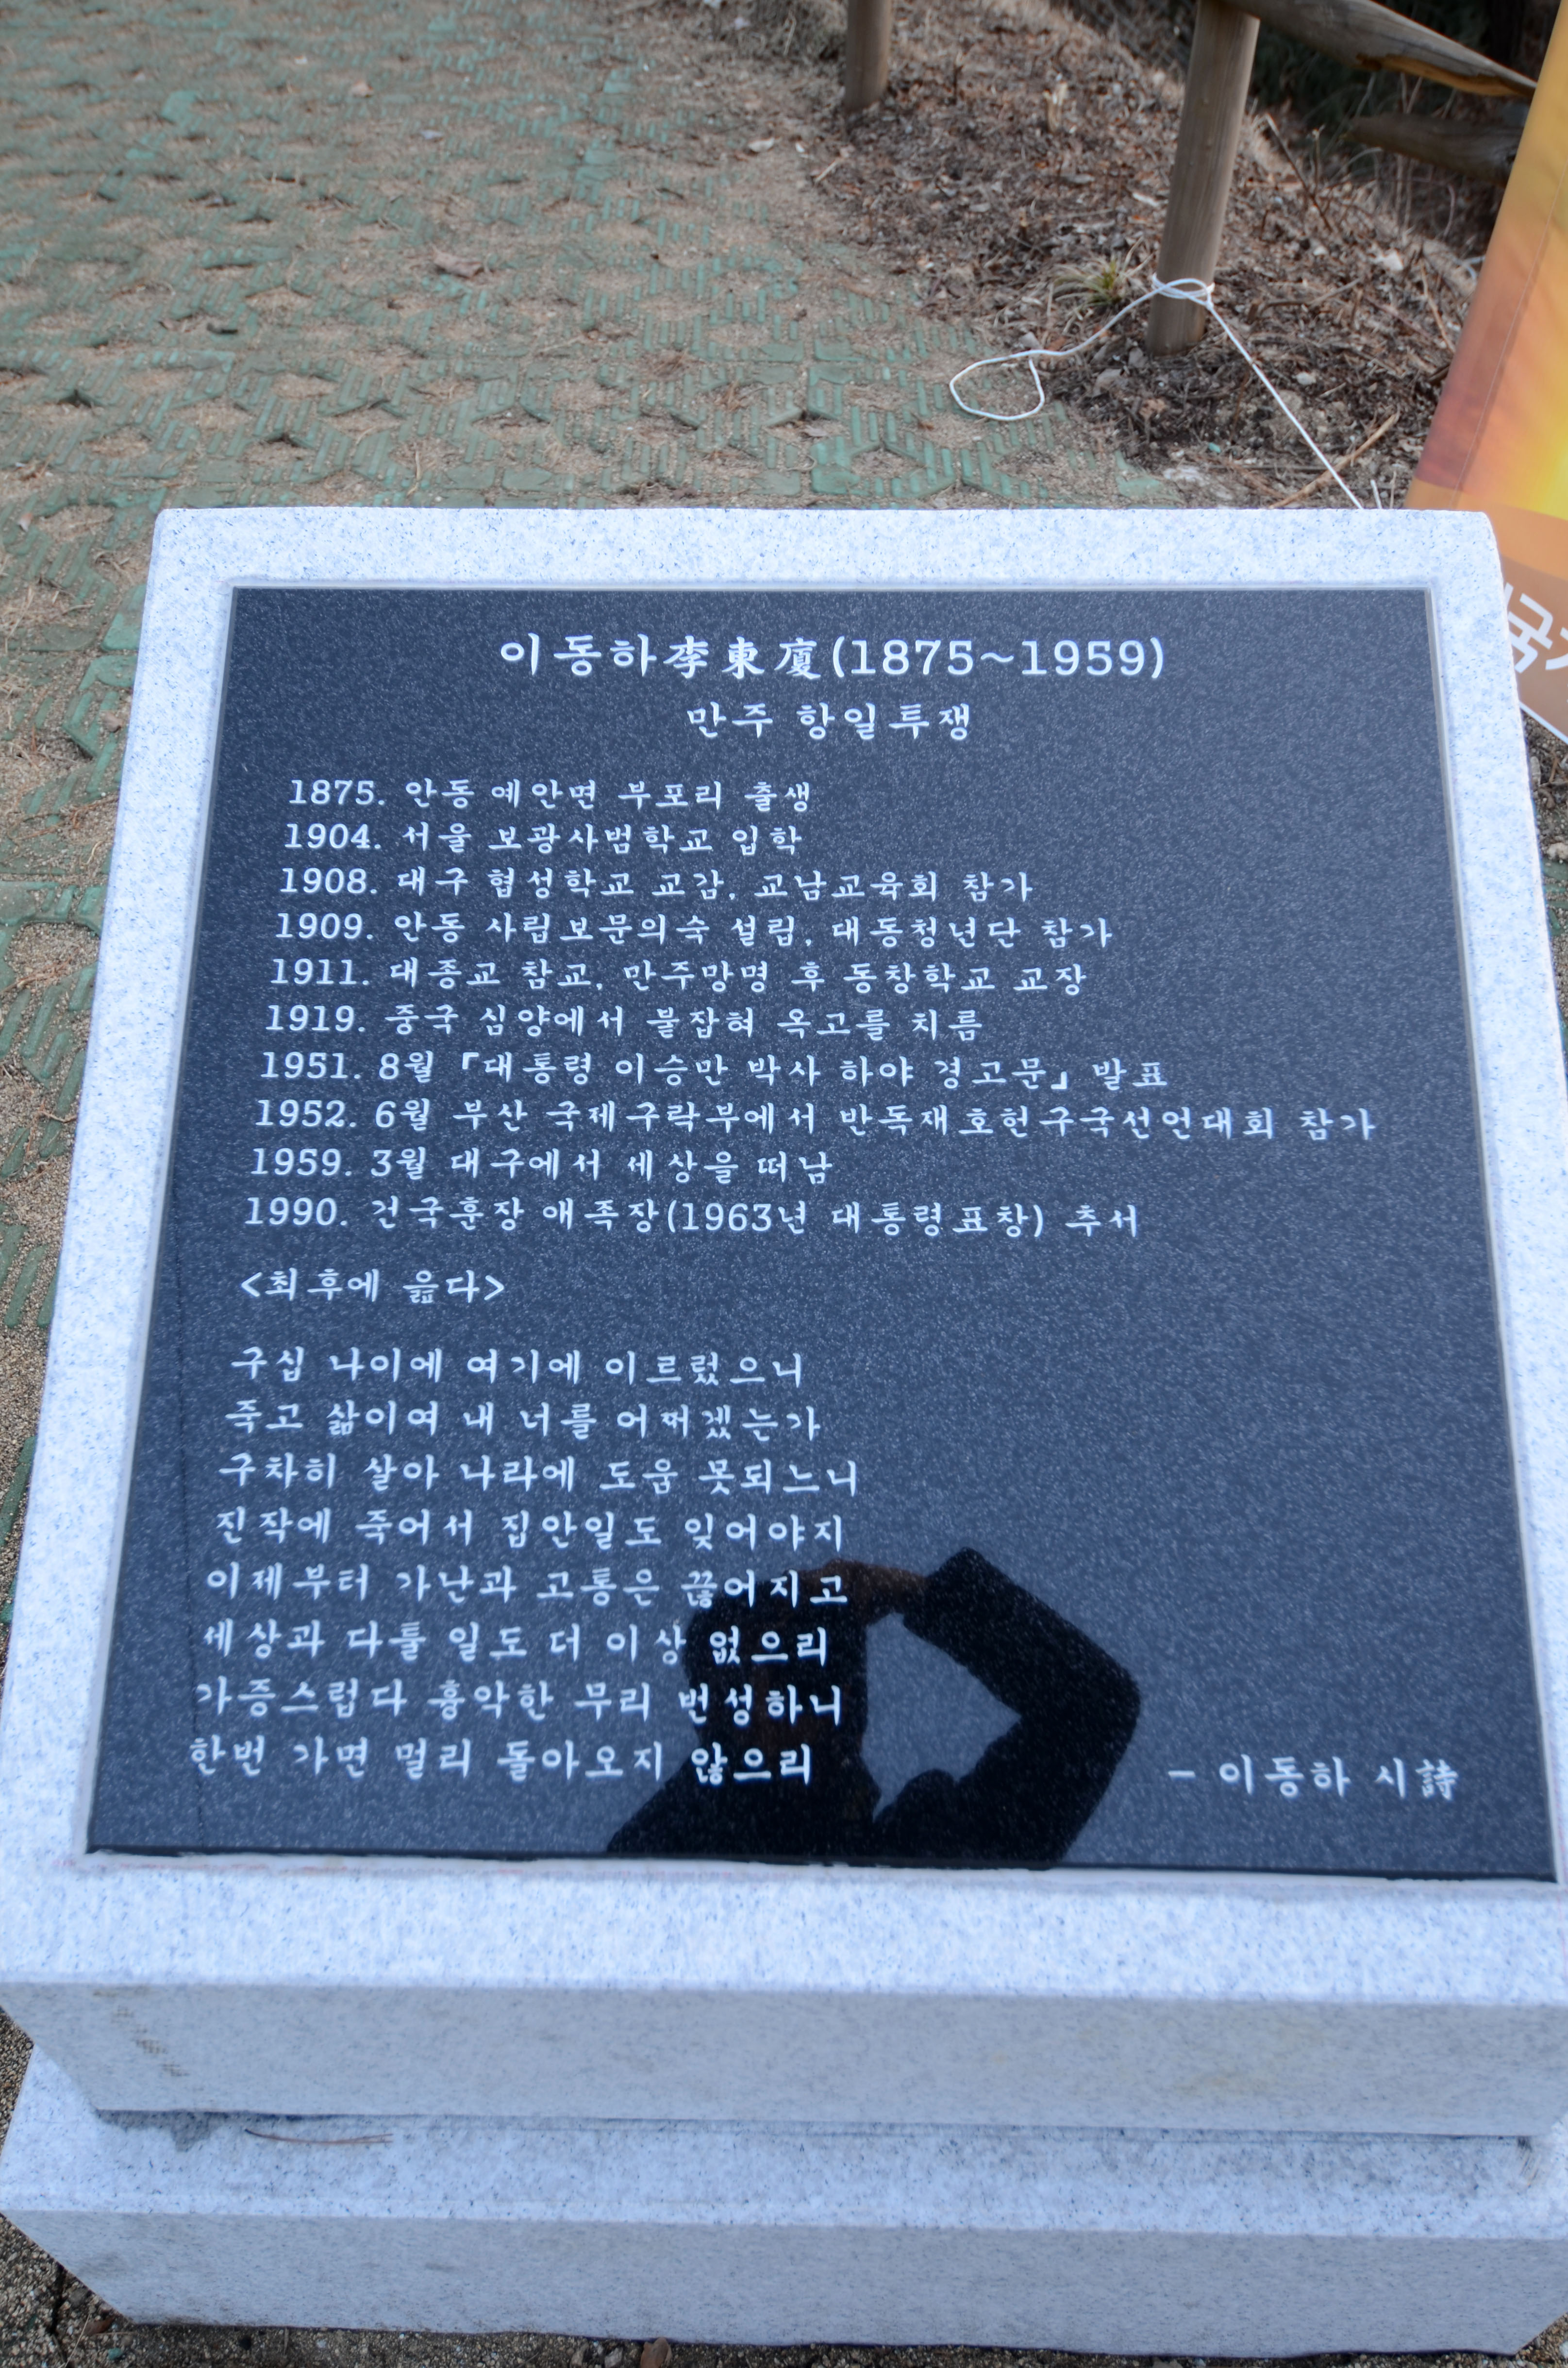 이동하李東廈(1875~1959)
만주 항일투쟁
1875. 안동 예안면 부포리 출생
1904. 서울 보광사범학교 입학
1908. 대구 협성학교 교감, 교남교육회 참가
1909. 안동 사립보문의숙 설립, 대동청년단 참가
1911. 대종교 참교, 만주망명 후 동창학교 교장
1919. 중국 심양에서 붙잡혀 옥고를 치름
1951. 8월 「대통령 이승만 박사 하야 경고문」 발표
1952. 6월 부산 국제구락부에서 반독재호헌구국선언대회 참가
1959. 3월 대구에서 세상을 떠남
1990. 건국훈장 애족장(1963년 대통령표창) 추서
<최후에 읊다>
구십 나이에 여기에 이르렀으니
죽고 삶이여 내 너를 어쩌겠는가
구차히 살아 나라에 도움 못되느니
진작에 죽어서 집안일도 잊어야지
이제부터 가난과 고통은 끊어지고
세상과 다툴 일도 더 이상 없으리
가증스럽다 흉악한 무리 번성하니
한번 가면 멀리 돌아오지 않으리
- 이동하 시詩